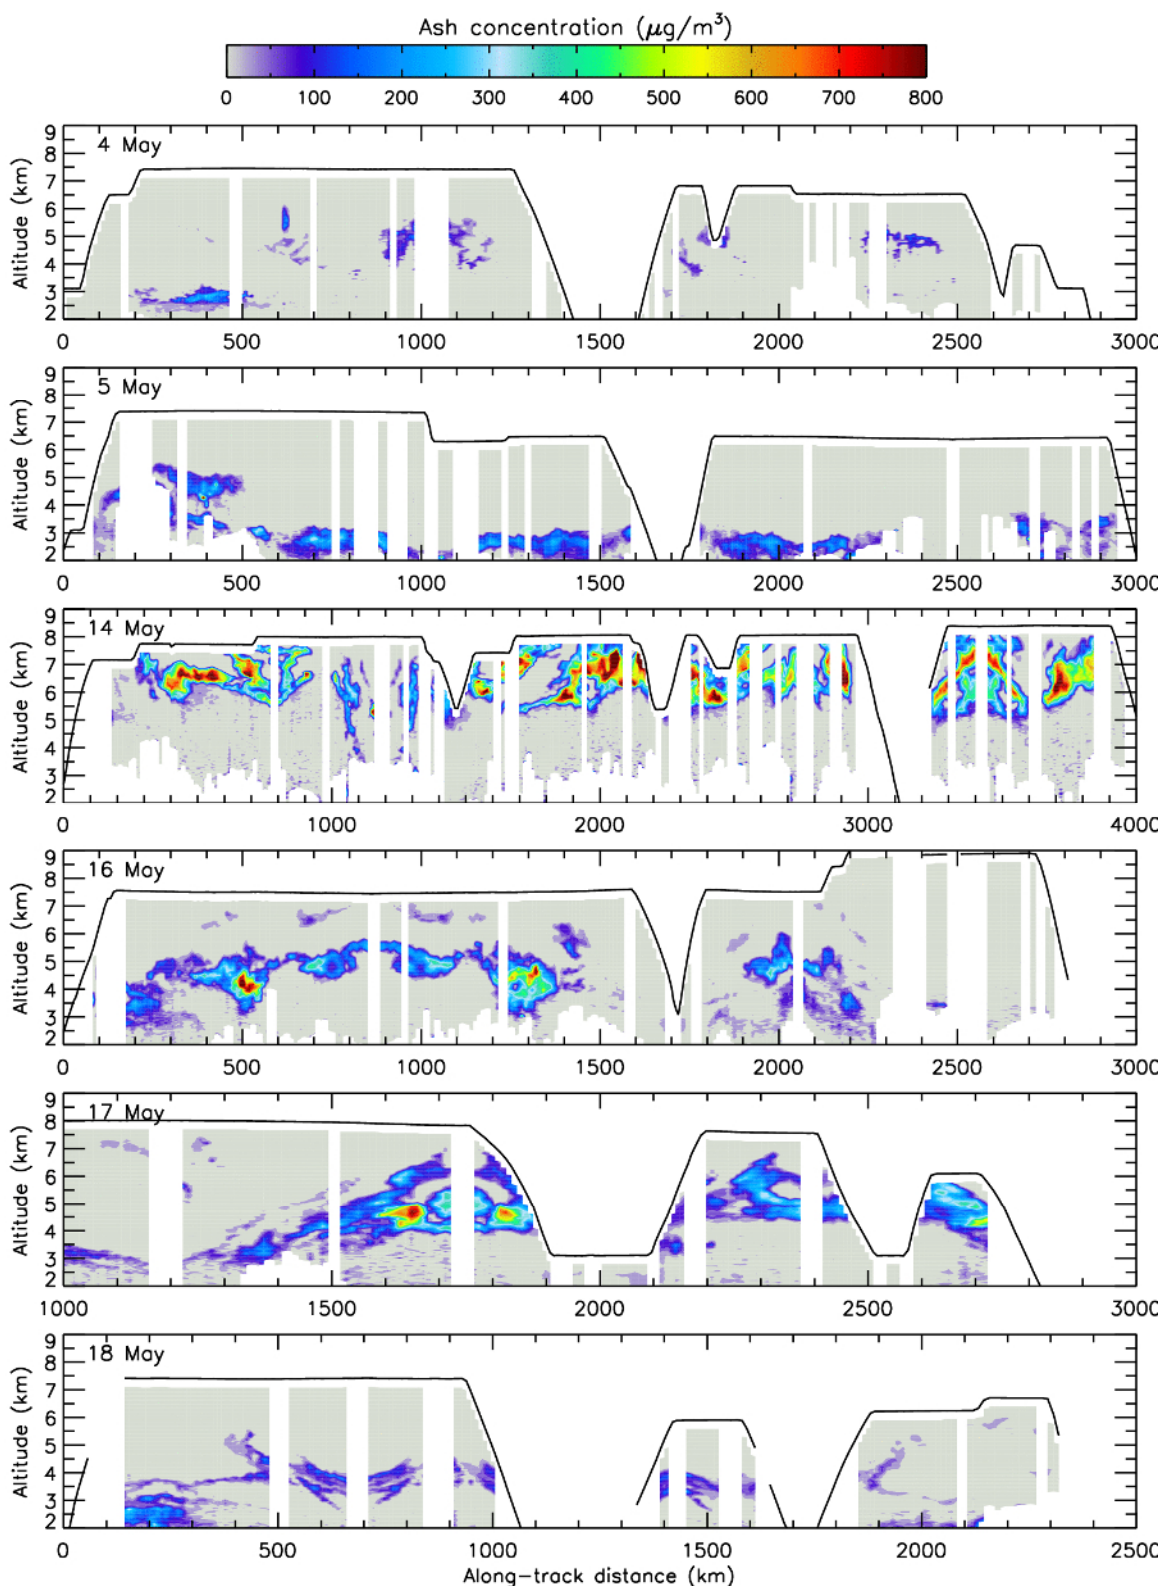 Ash concentration (μg/m³)
0 100 200 300 400 500 600 700 800
4 May
Altitude (km)
9
8
7
6
5
4
3
2
0 500 1000 1500 2000 2500 3000
5 May
Altitude (km)
9
8
7
6
5
4
3
2
0 500 1000 1500 2000 2500 3000
14 May
Altitude (km)
9
8
7
6
5
4
3
2
0 1000 2000 3000 4000
16 May
Altitude (km)
9
8
7
6
5
4
3
2
0 500 1000 1500 2000 2500 3000
17 May
Altitude (km)
9
8
7
6
5
4
3
2
1000 1500 2000 2500 3000
18 May
Altitude (km)
9
8
7
6
5
4
3
2
0 500 1000 1500 2000 2500
Along-track distance (km)